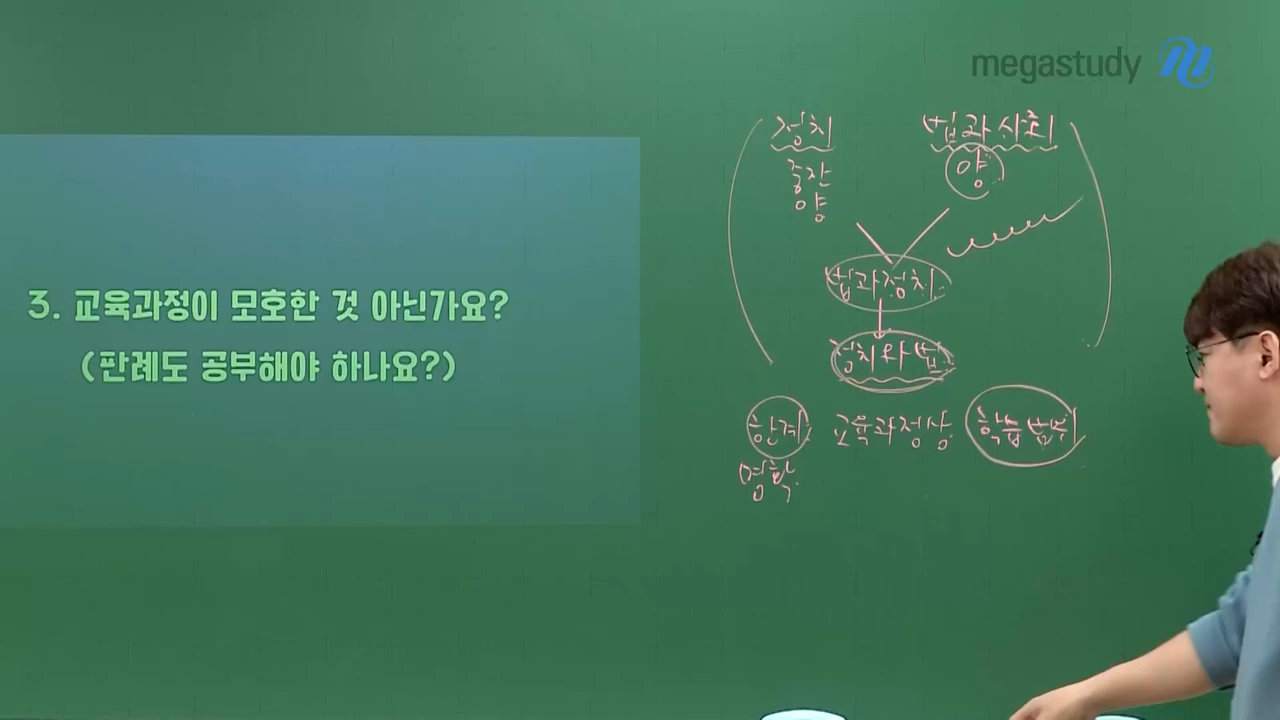 megastudy
3. 교육과정이 모호한 것 아닌가요?
(판례도 공부해야 하나요?)
정치 법과사회
중간 양
양
법과정치
정치와법
한계 교육과정상 학습 범위
영역